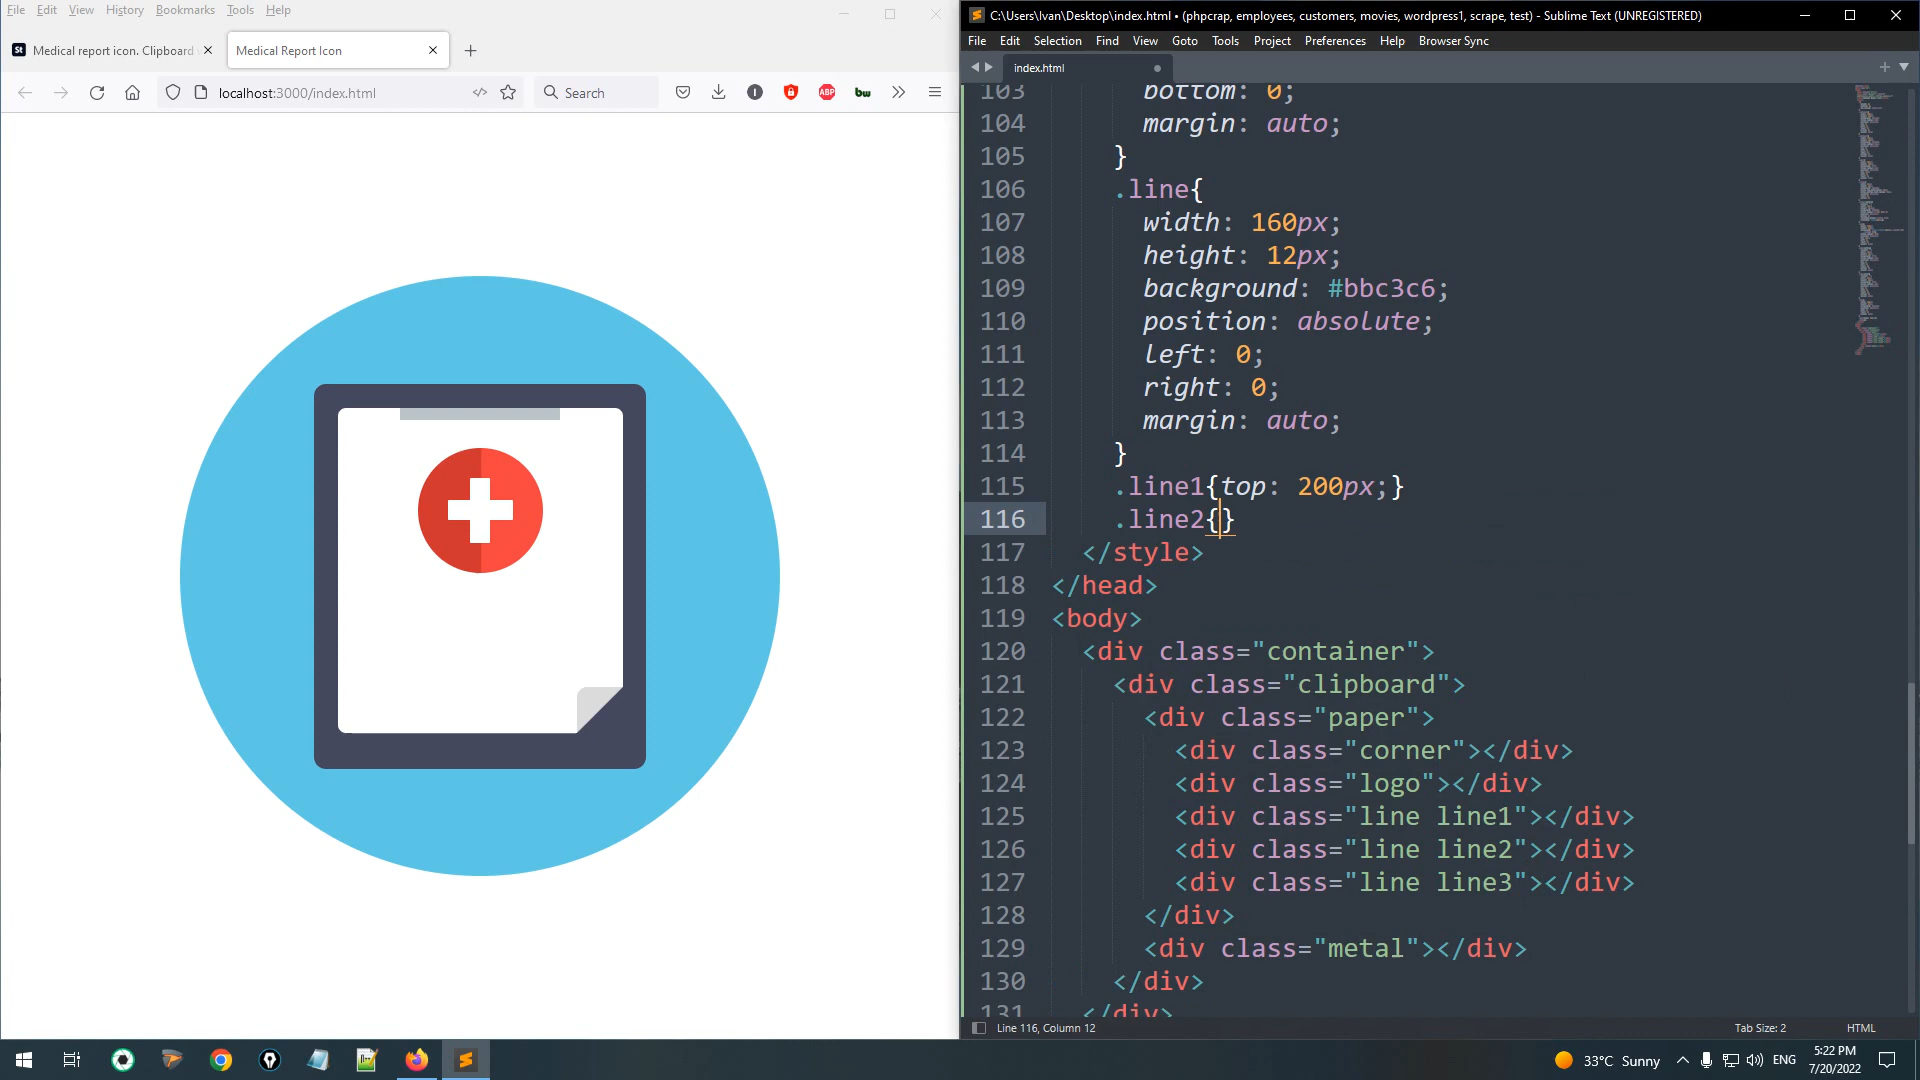 File Edit View History Bookmarks Tools Help
Medical report icon. Clipboard
Medical Report Icon
localhost:3000/index.html
Search
ABP
bw
C:\Users\Ivan\Desktop\index.html • (phpcrap, employees, customers, movies, wordpress1, scrape, test) - Sublime Text (UNREGISTERED)
File Edit Selection Find View Goto Tools Project Preferences Help Browser Sync
index.html
103 bottom: 0;
104 margin: auto;
105 }
106 .line{
107 width: 160px;
108 height: 12px;
109 background: #bbc3c6;
110 position: absolute;
111 left: 0;
112 right: 0;
113 margin: auto;
114 }
115 .line1{top: 200px;}
116 .line2{}
117 </style>
118 </head>
119 <body>
120 <div class="container">
121 <div class="clipboard">
122 <div class="paper">
123 <div class="corner"></div>
124 <div class="logo"></div>
125 <div class="line line1"></div>
126 <div class="line line2"></div>
127 <div class="line line3"></div>
128 </div>
129 <div class="metal"></div>
130 </div>
131 </div>
Line 116, Column 12
Tab Size: 2
HTML
33°C Sunny
ENG
5:22 PM
7/20/2022